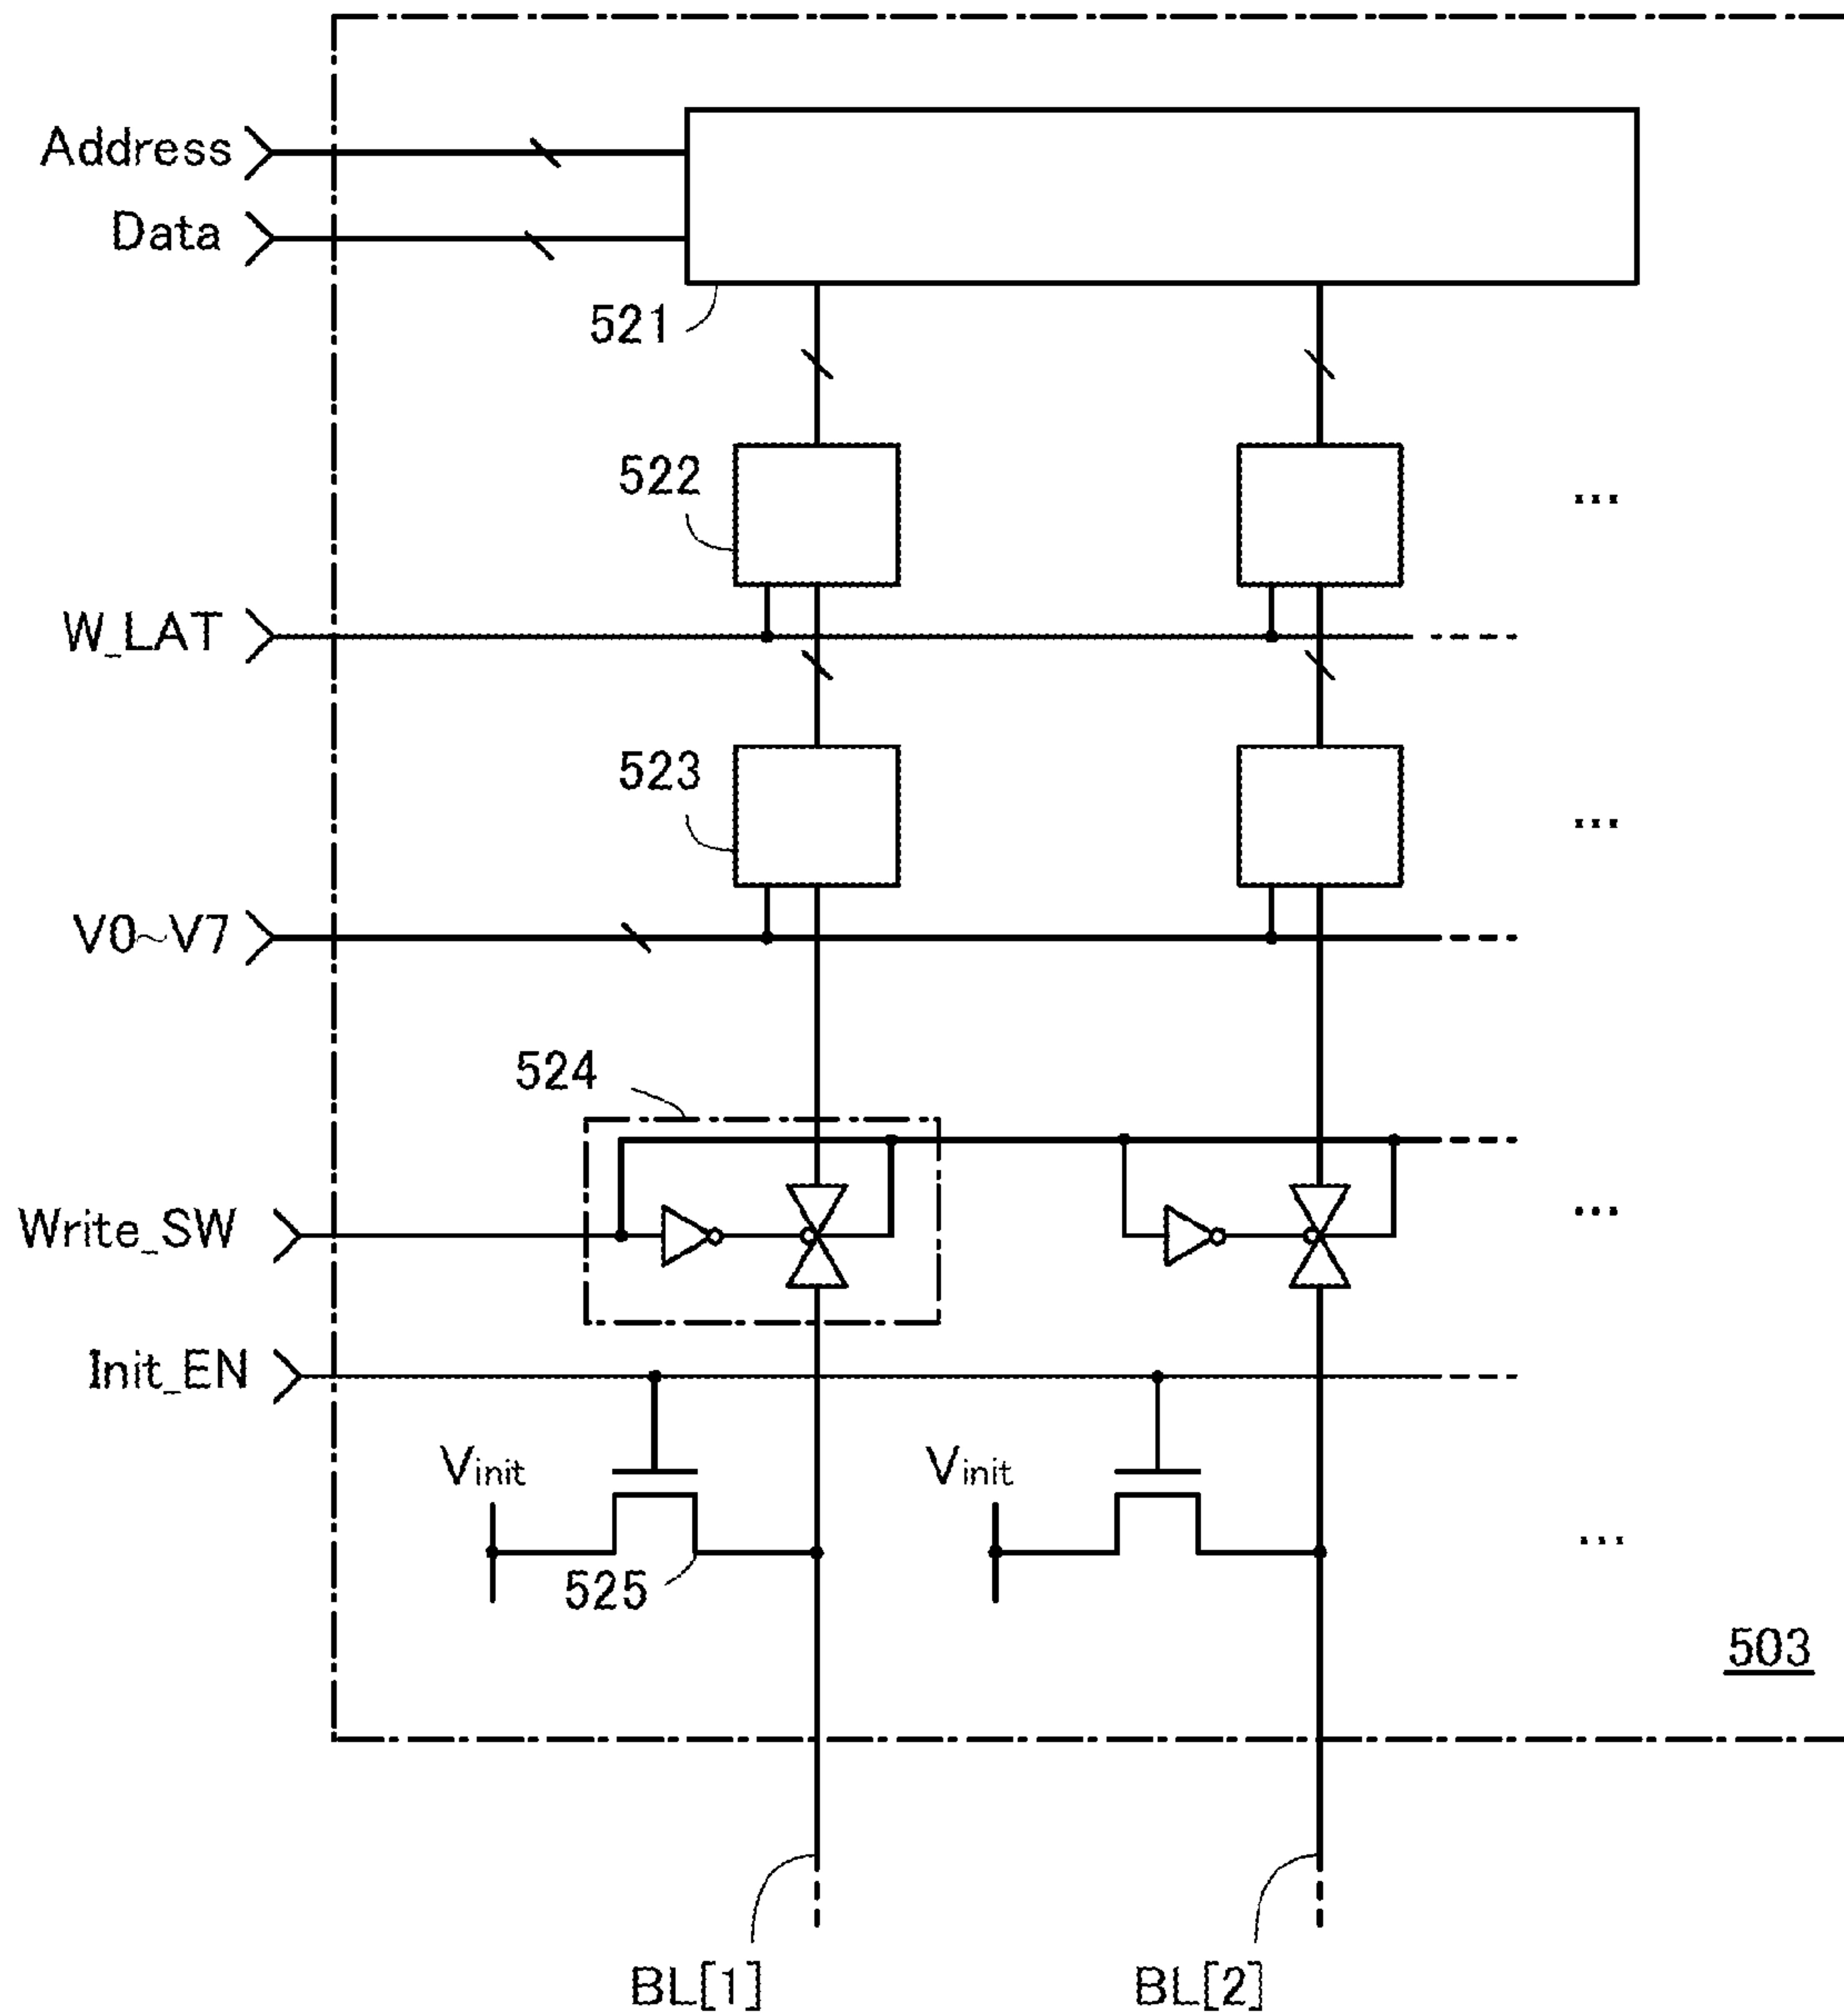 Address
Data
521
522
...
W_LAT
523
...
V0~V7
524
Write_SW
...
Init_EN
Vinit
Vinit
...
525
503
BL[1]
BL[2]